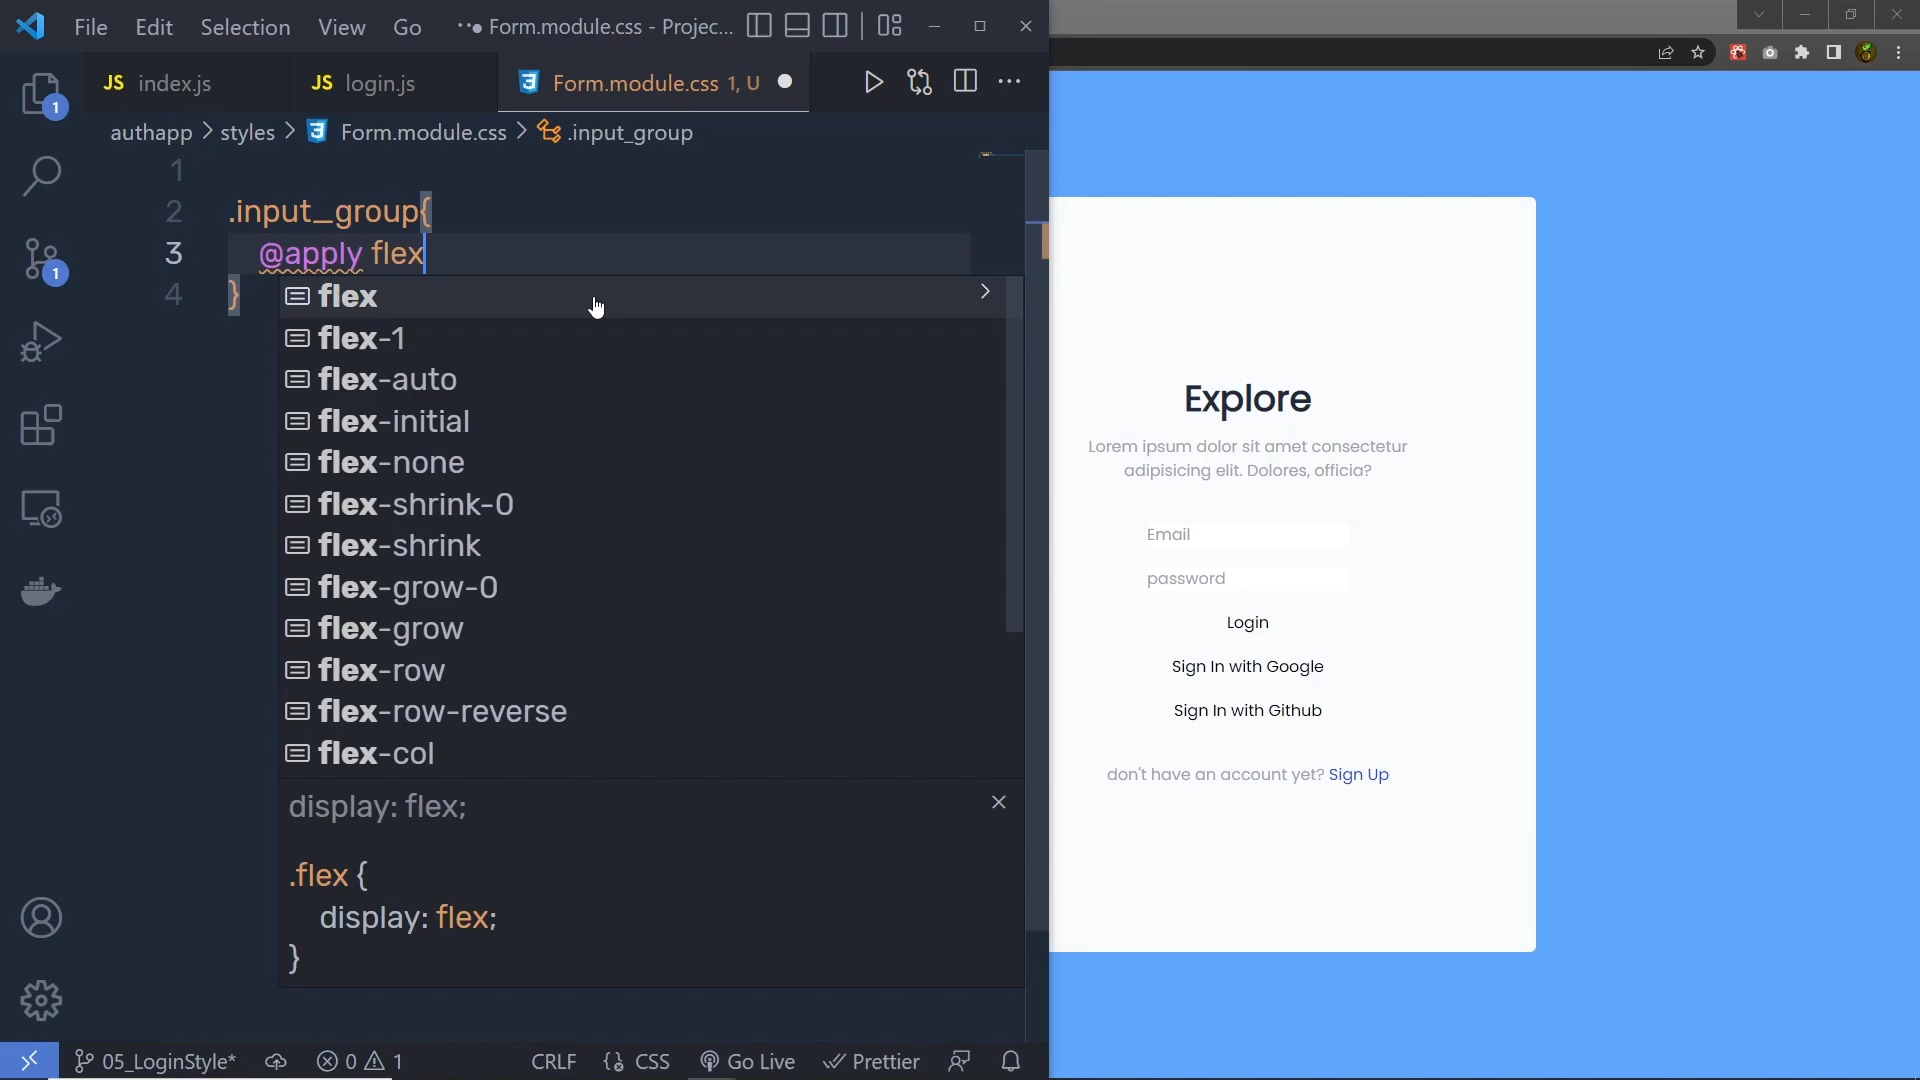 File Edit Selection View Go ··● Form.module.css - Projec...
JS index.js JS login.js Form.module.css 1, U ● ···
authapp > styles > Form.module.css > .input_group
1
2 .input_group{
3 @apply flex
4 }
flex
flex-1
flex-auto
flex-initial
flex-none
flex-shrink-0
flex-shrink
flex-grow-0
flex-grow
flex-row
flex-row-reverse
flex-col
display: flex;
.flex {
display: flex;
}
1
1
05_LoginStyle* 0 1 CRLF {} CSS Go Live Prettier
Explore
Lorem ipsum dolor sit amet consectetur
adipisicing elit. Dolores, officia?
Email
password
Login
Sign In with Google
Sign In with Github
don't have an account yet? Sign Up